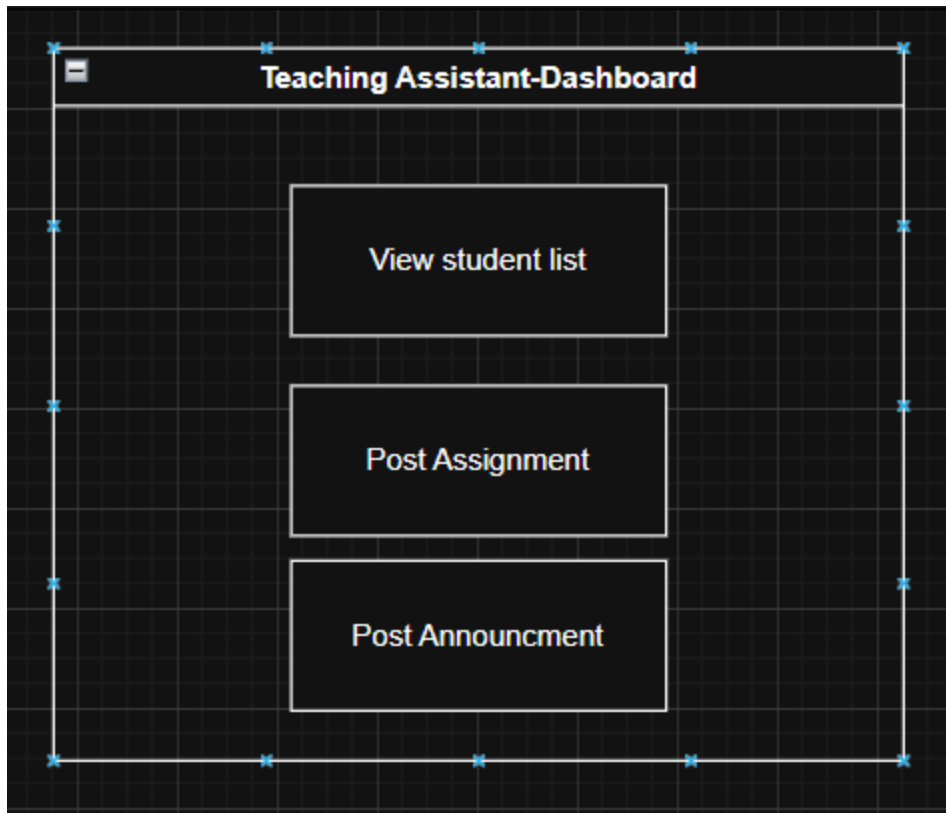 Teaching Assistant-Dashboard
View student list
Post Assignment
Post Announcment